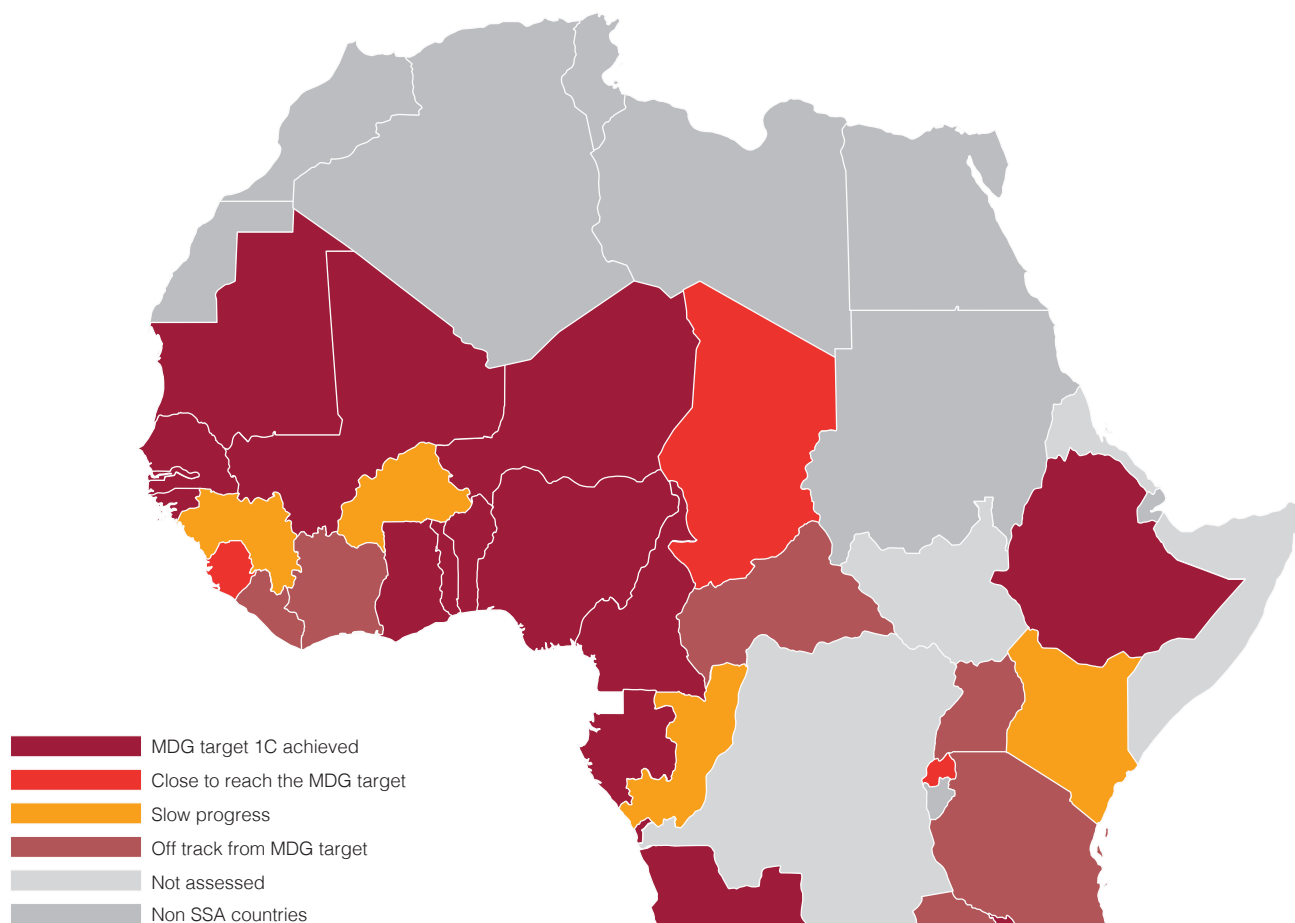 MDG target 1C achieved
Close to reach the MDG target
Slow progress
Off track from MDG target
Not assessed
Non SSA countries